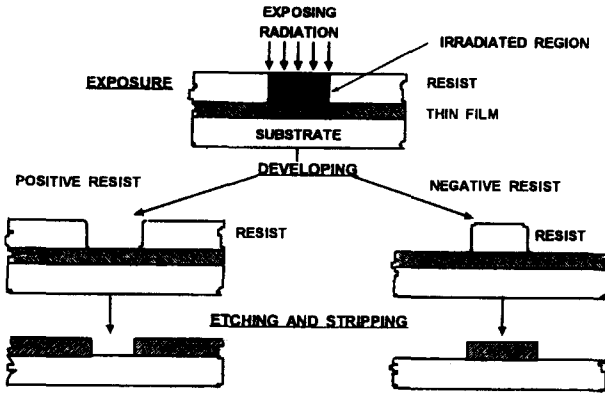 EXPOSING
RADIATION
IRRADIATED REGION
EXPOSURE
RESIST
THIN FILM
SUBSTRATE
DEVELOPING
POSITIVE RESIST
NEGATIVE RESIST
RESIST
RESIST
ETCHING AND STRIPPING